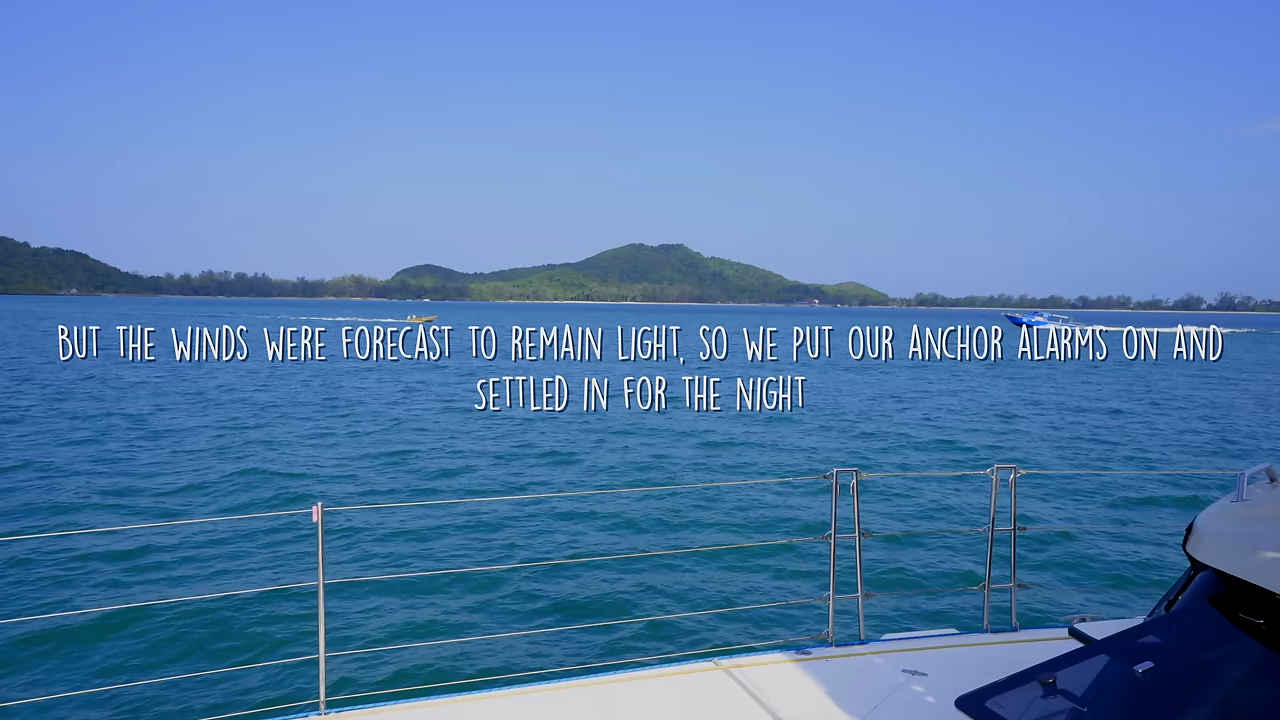 BUT THE WINDS WERE FORECAST TO REMAIN LIGHT, SO WE PUT OUR ANCHOR ALARMS ON AND
SETTLED IN FOR THE NIGHT